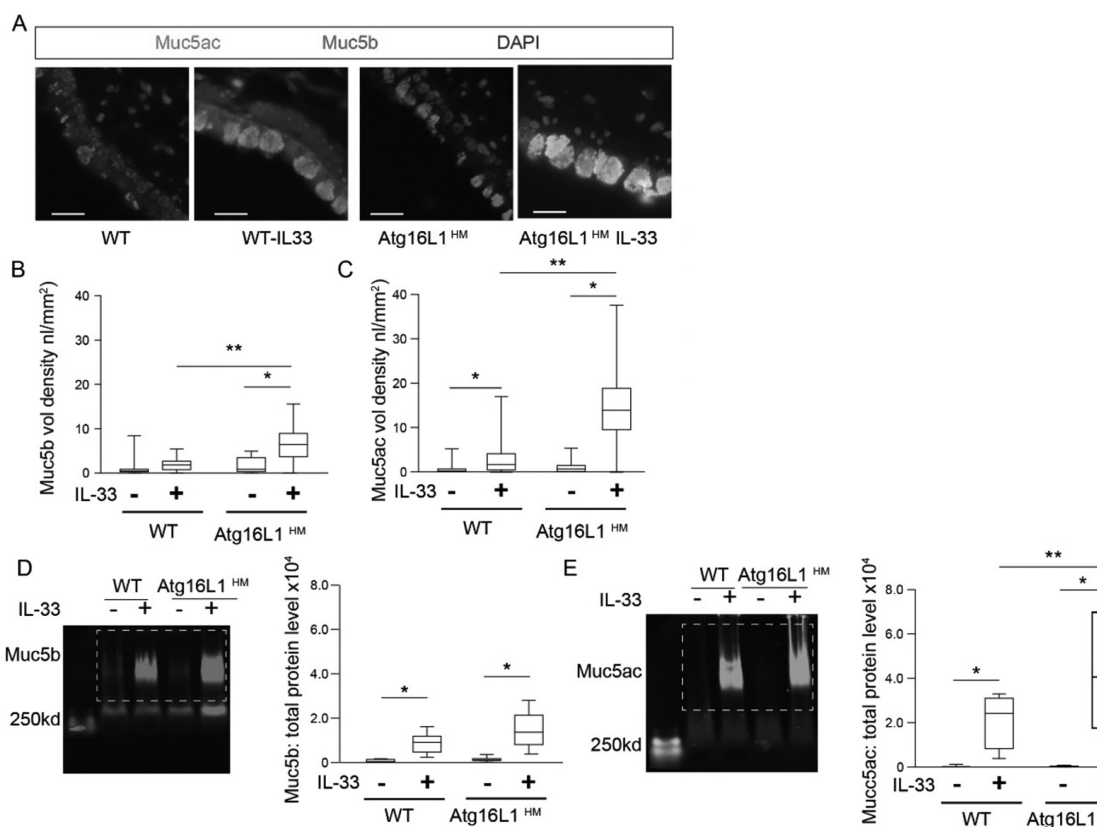 A
Muc5ac Muc5b DAPI
WT WT-IL33 Atg16L1 HM Atg16L1 HM IL-33
B
Muc5b vol density nl/mm²)
40
30
20
10
0
**
*
IL-33 - + - +
WT Atg16L1 HM
C
Muc5ac vol density nl/mm²)
40
30
20
10
0
**
*
*
IL-33 - + - +
WT Atg16L1 HM
D
WT Atg16L1 HM
IL-33 - + - +
Muc5b
250kd
Muc5b: total protein level x10⁴
8.0
6.0
4.0
2.0
0
*
*
IL-33 - + - +
WT Atg16L1 HM
E
WT Atg16L1 HM
IL-33 - + - +
Muc5ac
250kd
Mucc5ac: total protein level x10⁴
8.0
6.0
4.0
2.0
0
**
*
*
IL-33 - + -
WT Atg16L1